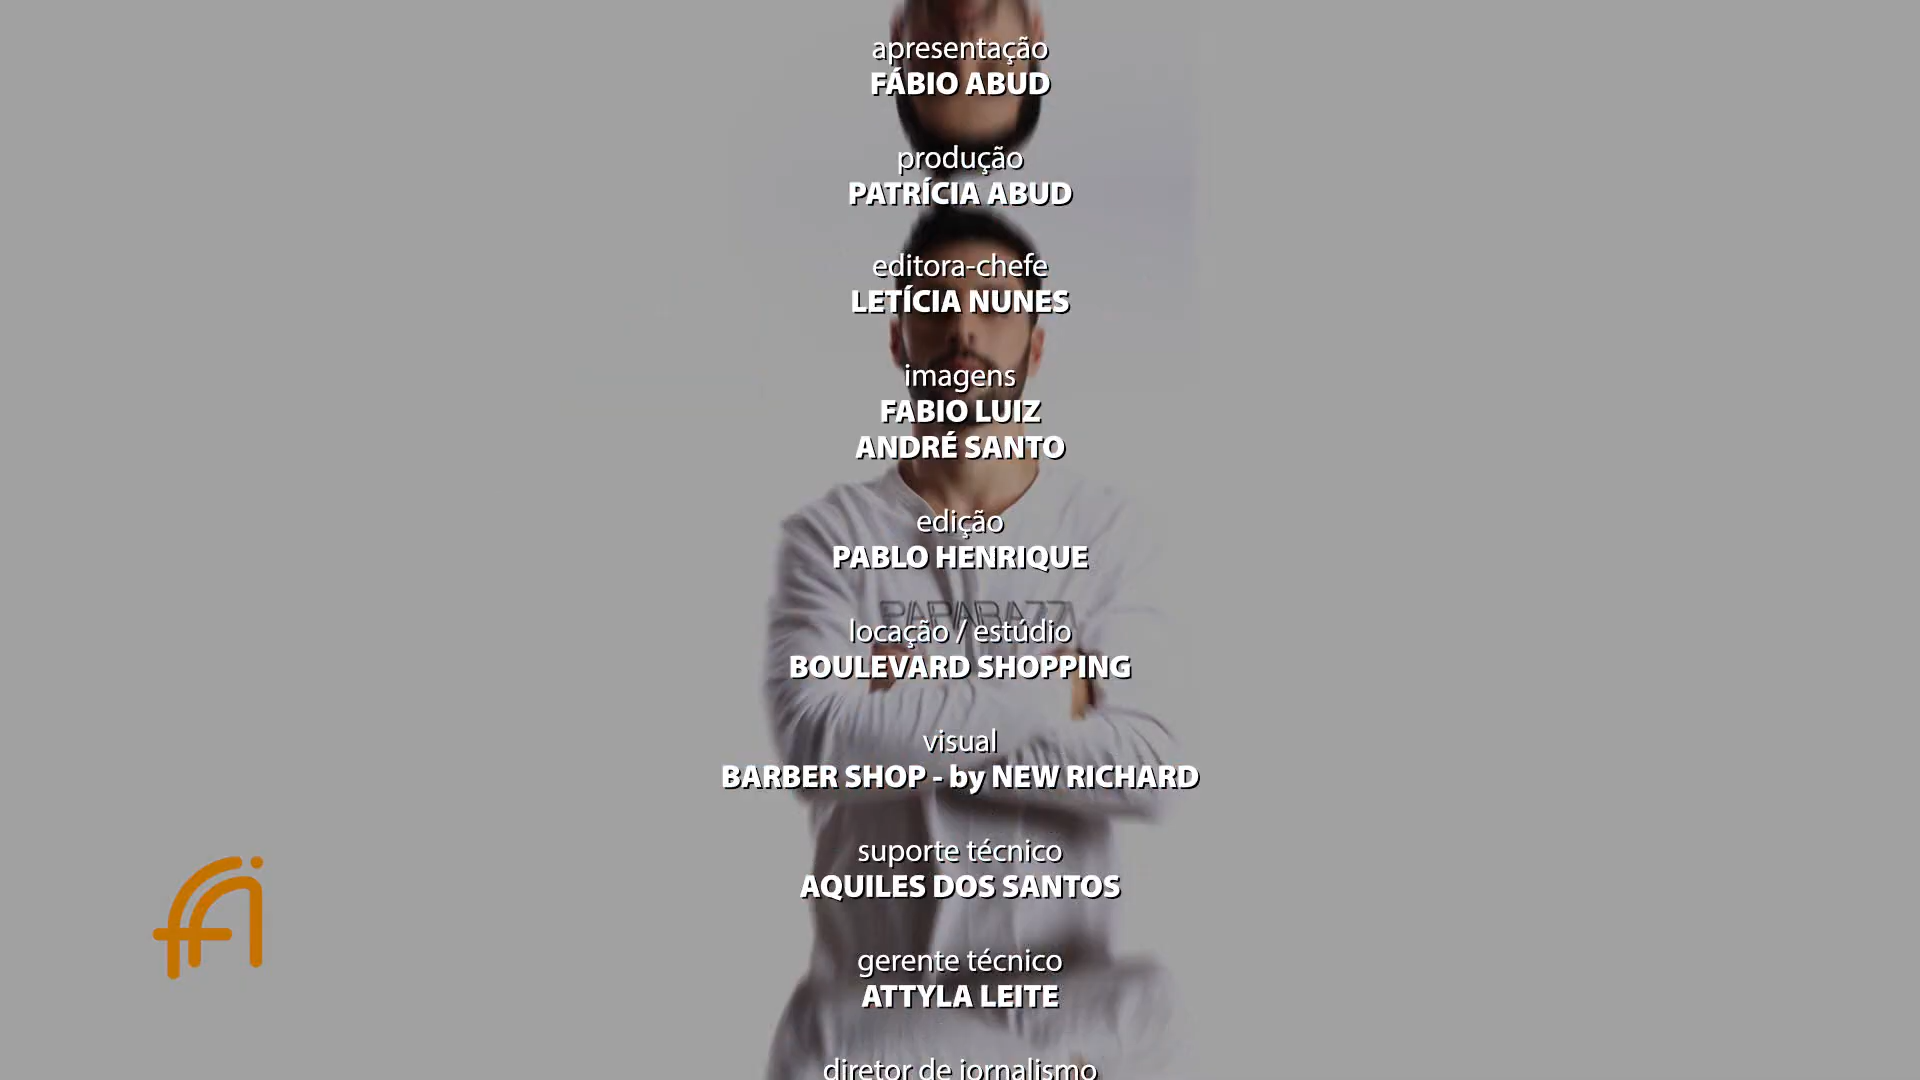 apresentação
FÁBIO ABUD
produção
PATRÍCIA ABUD
editora-chefe
LETÍCIA NUNES
imagens
FABIO LUIZ
ANDRÉ SANTO
edição
PABLO HENRIQUE
PAPARAZZI
locação / estúdio
BOULEVARD SHOPPING
visual
BARBER SHOP - by NEW RICHARD
suporte técnico
AQUILES DOS SANTOS
gerente técnico
ATTYLA LEITE
diretor de jornalismo